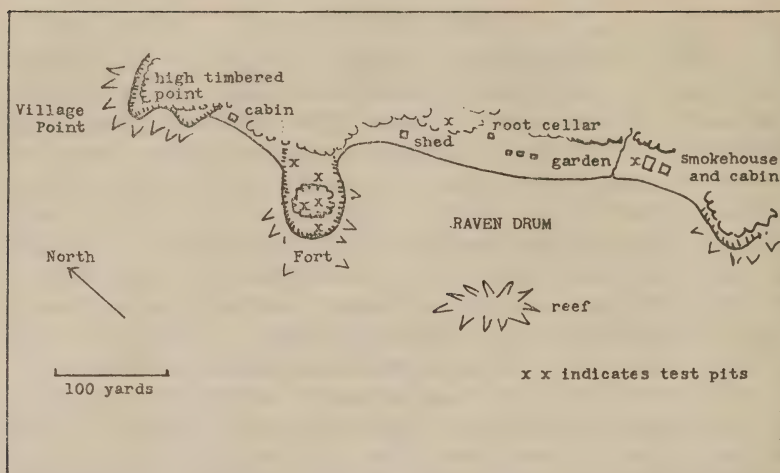 high timbered
point
Village
Point
cabin
x
root cellar
shed
x
x
x x
x
garden
x
smokehouse
and cabin
RAVEN DRUM
Fort
North
reef
100 yards
x x indicates test pits